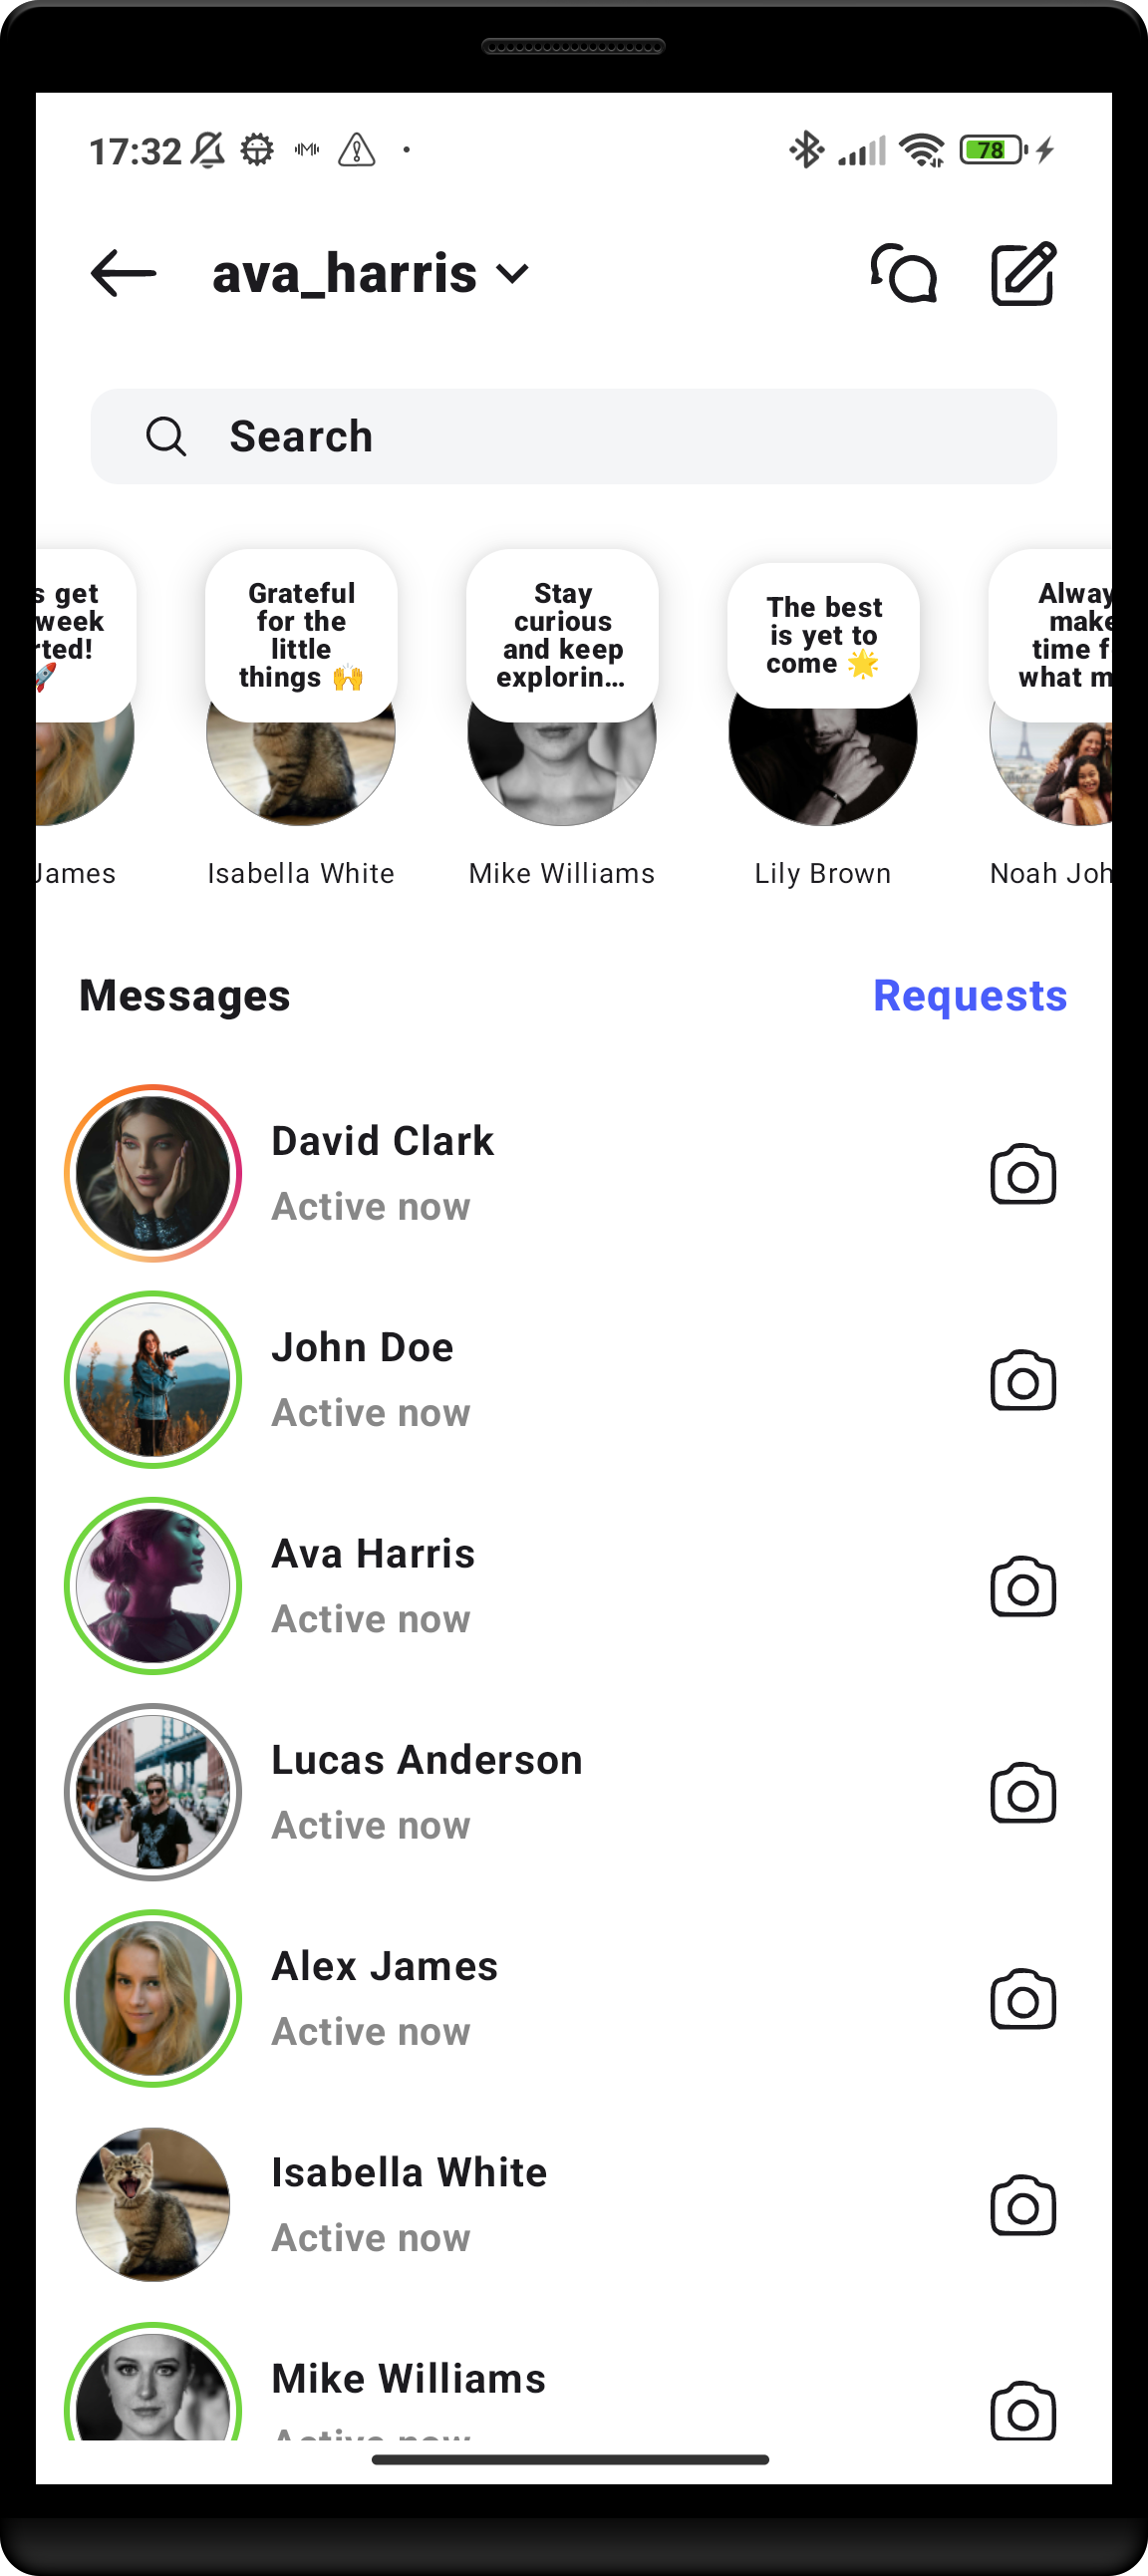 17:32
78
ava_harris
Search
s get
week
rted!
🚀
Grateful
for the
little
things 🙌
Stay
curious
and keep
explorin...
The best
is yet to
come 🌟
Alway
make
time f
what m
James
Isabella White
Mike Williams
Lily Brown
Noah Joh
Messages
Requests
David Clark
Active now
John Doe
Active now
Ava Harris
Active now
Lucas Anderson
Active now
Alex James
Active now
Isabella White
Active now
Mike Williams
Active now